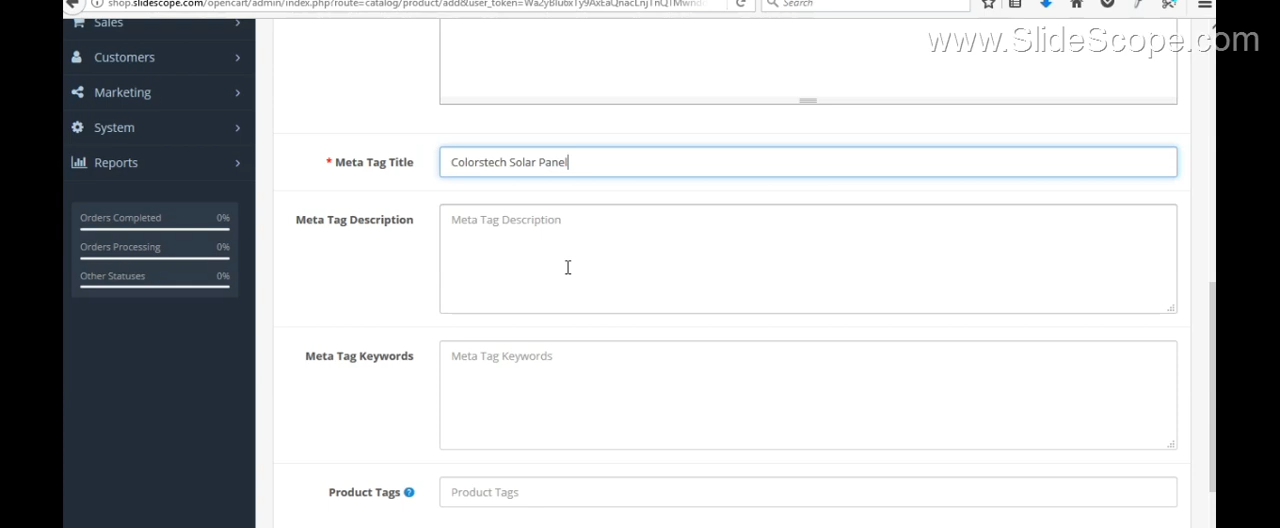 shop.slidescope.com/opencart/admin/index.php?route=catalog/product/add&user_token=
Search
www.SlideScope.com
Sales
Customers
Marketing
System
Reports
Orders Completed 0%
Orders Processing 0%
Other Statuses 0%
* Meta Tag Title
Colorstech Solar Panel
Meta Tag Description
Meta Tag Description
Meta Tag Keywords
Meta Tag Keywords
Product Tags ?
Product Tags